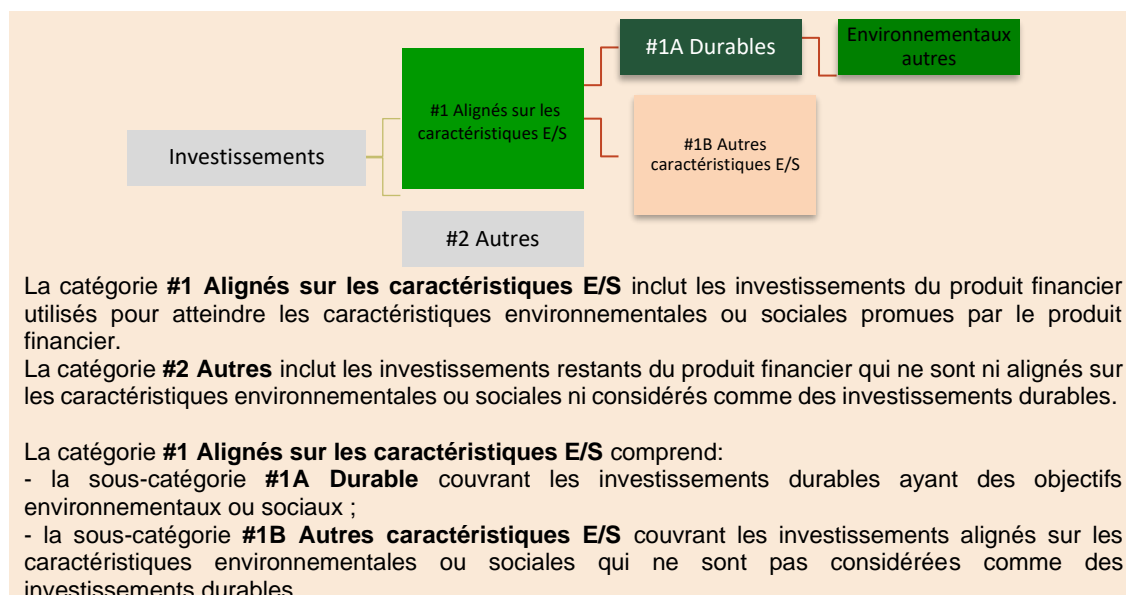 #1A Durables
Environnementaux
autres
#1 Alignés sur les
caractéristiques E/S
Investissements
#1B Autres
caractéristiques E/S
#2 Autres
La catégorie #1 Alignés sur les caractéristiques E/S inclut les investissements du produit financier
utilisés pour atteindre les caractéristiques environnementales ou sociales promues par le produit
financier.
La catégorie #2 Autres inclut les investissements restants du produit financier qui ne sont ni alignés sur
les caractéristiques environnementales ou sociales ni considérés comme des investissements durables.
La catégorie #1 Alignés sur les caractéristiques E/S comprend:
- la sous-catégorie #1A Durable couvrant les investissements durables ayant des objectifs
environnementaux ou sociaux ;
- la sous-catégorie #1B Autres caractéristiques E/S couvrant les investissements alignés sur les
caractéristiques environnementales ou sociales qui ne sont pas considérées comme des
investissements durables